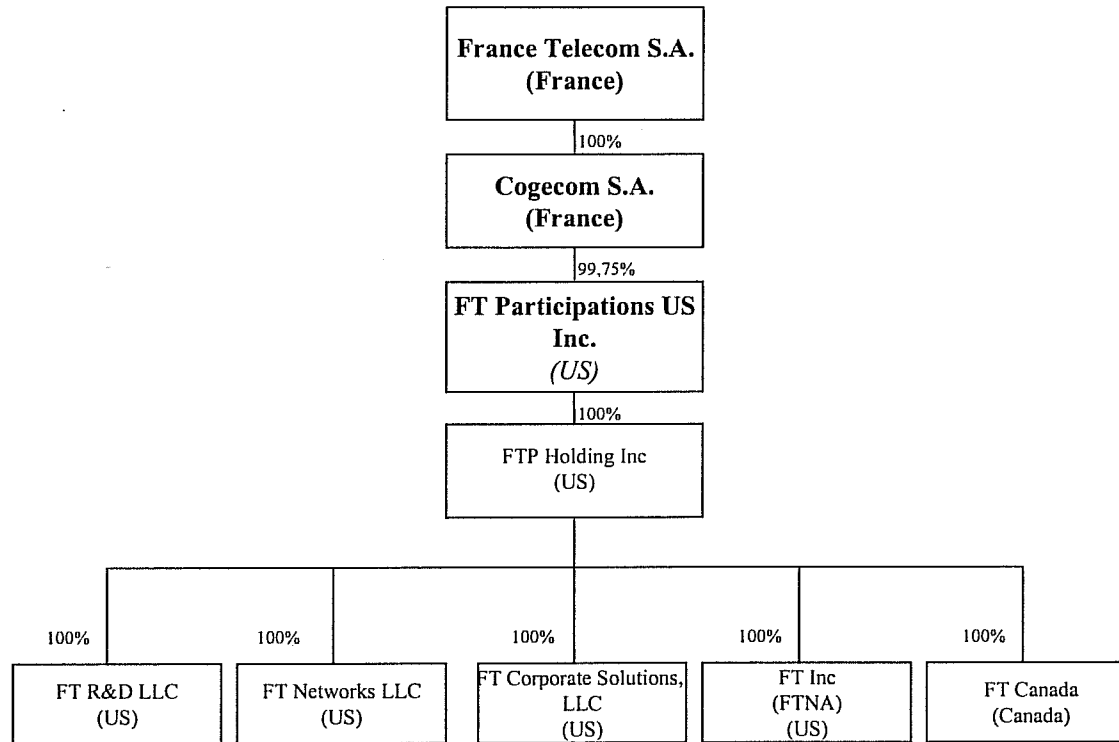 France Telecom S.A.
(France)
100%
Cogecom S.A.
(France)
99,75%
FT Participations US
Inc.
(US)
100%
FTP Holding Inc
(US)
100%
100%
100%
100%
100%
FT R&D LLC
(US)
FT Networks LLC
(US)
FT Corporate Solutions,
LLC
(US)
FT Inc
(FTNA)
(US)
FT Canada
(Canada)